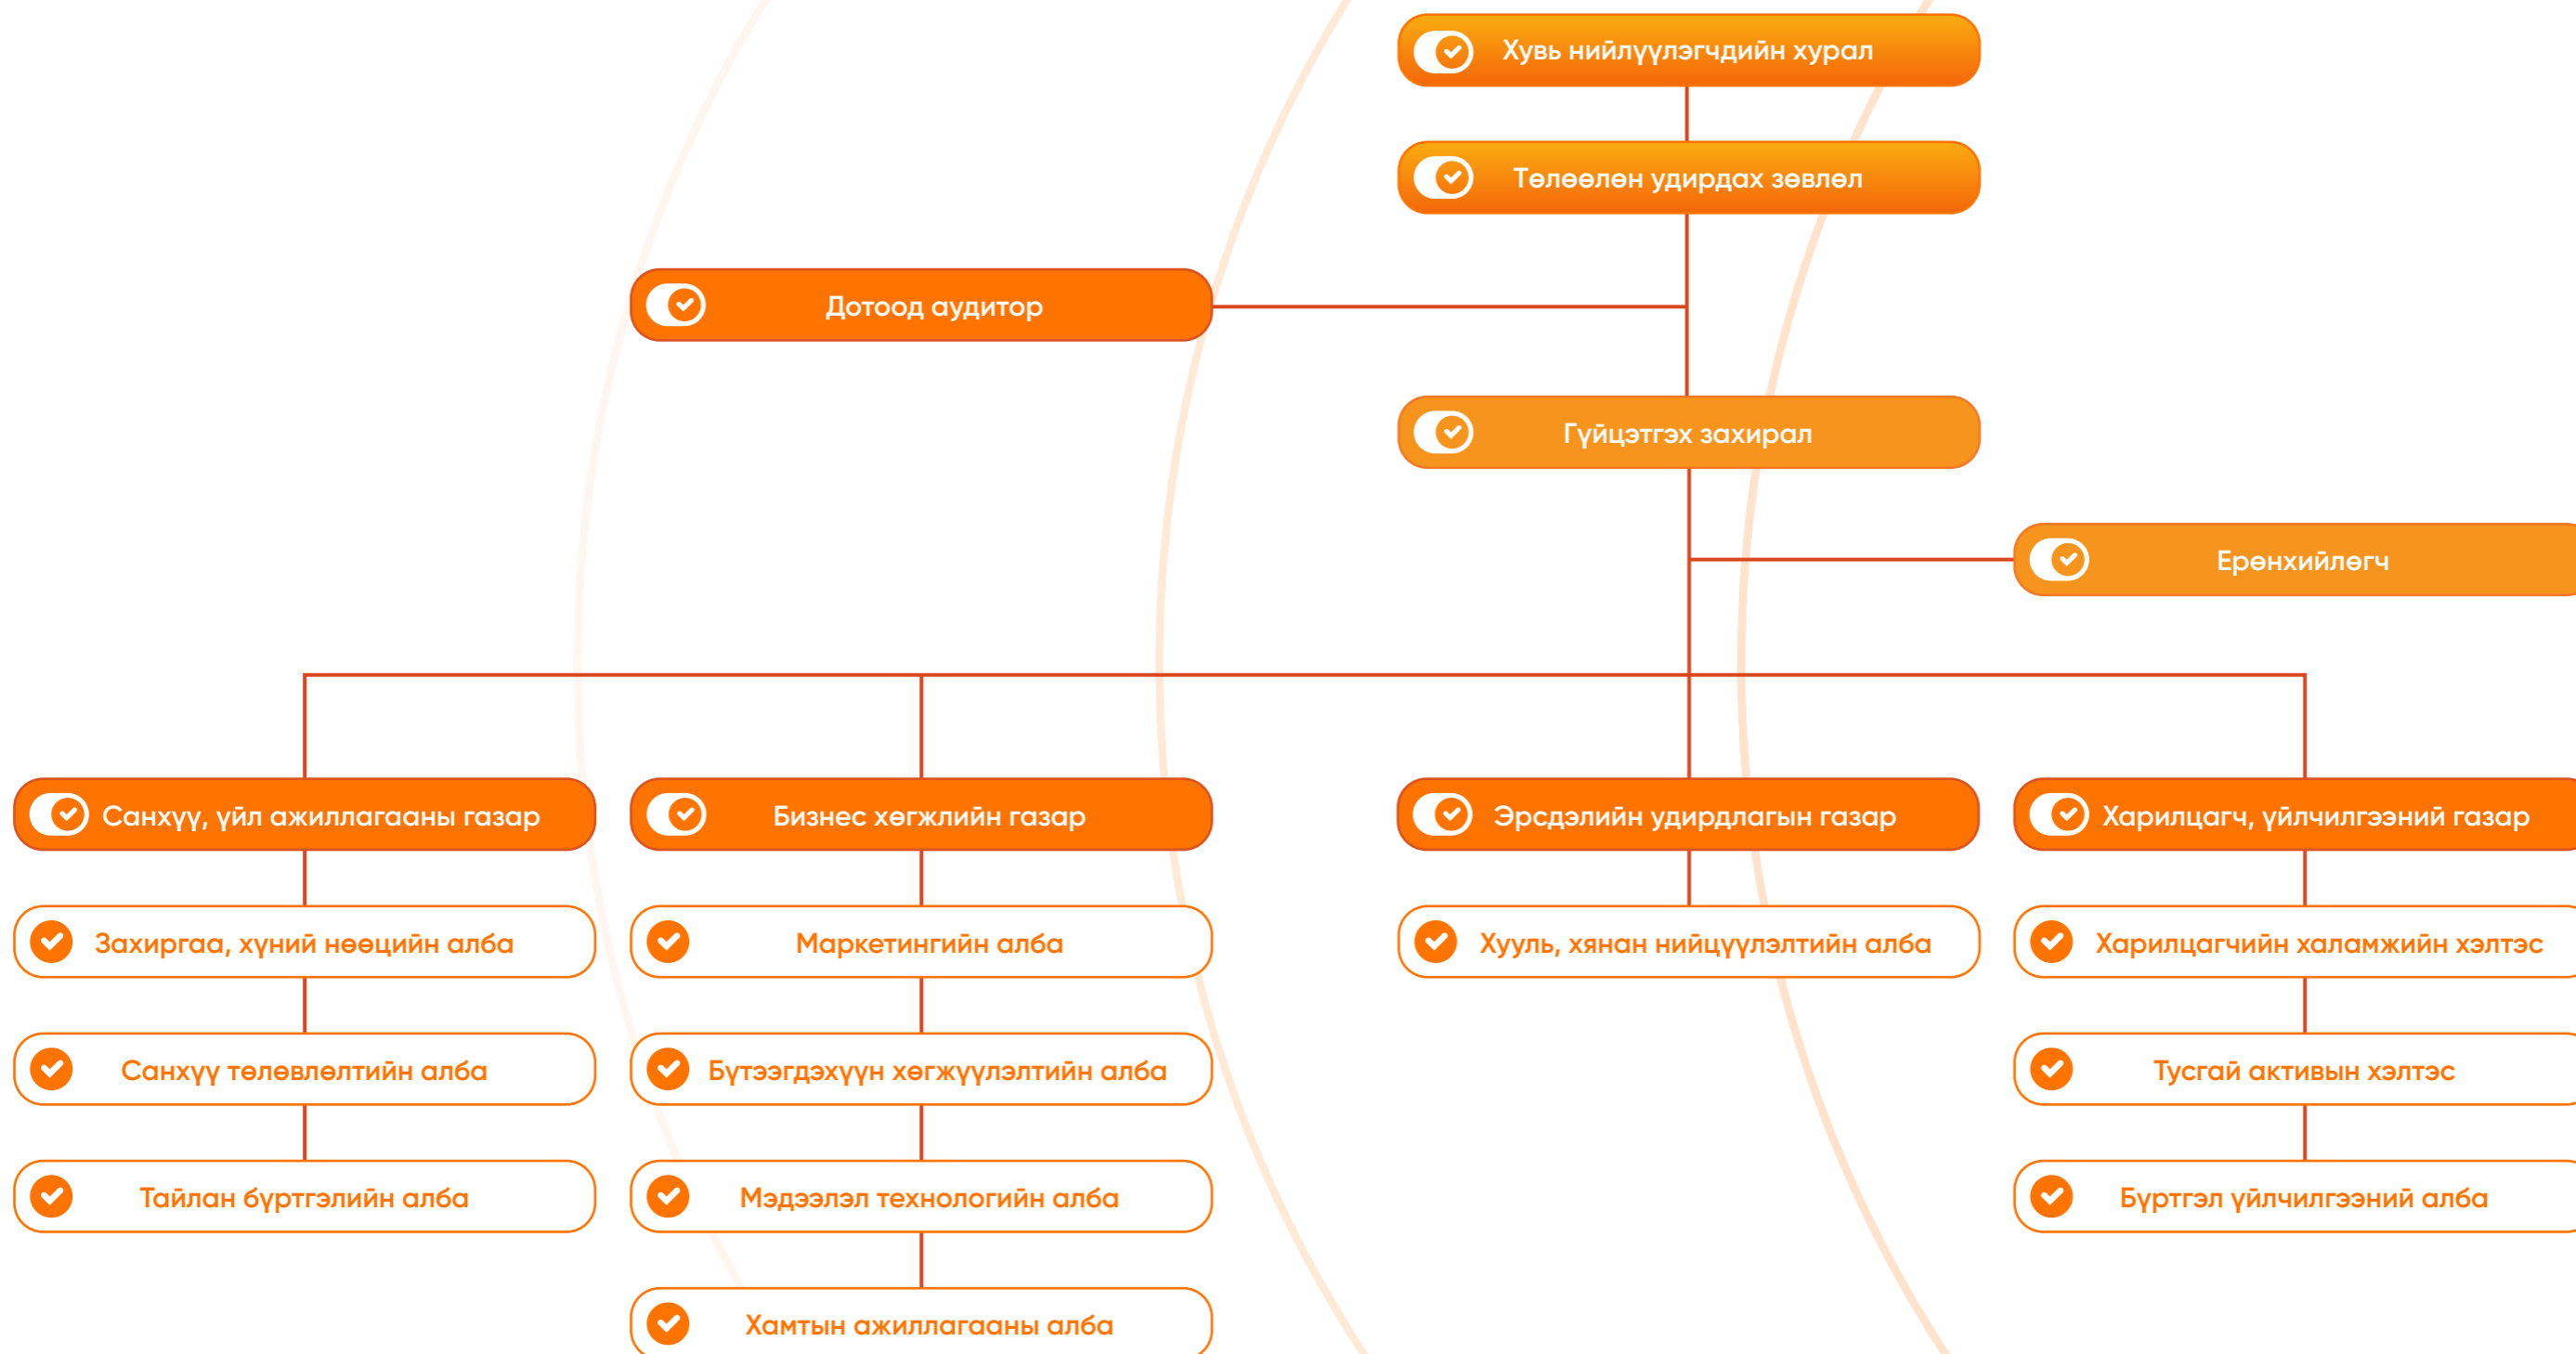 Хувь нийлүүлэгчдийн хурал
Төлөөлөн удирдах зөвлөл
Дотоод аудитор
Гүйцэтгэх захирал
Ерөнхийлөгч
Санхүү, үйл ажиллагааны газар
Бизнес хөгжлийн газар
Эрсдэлийн удирдлагын газар
Харилцагч, үйлчилгээний газар
Захиргаа, хүний нөөцийн алба
Маркетингийн алба
Хууль, хянан нийцүүлэлтийн алба
Харилцагчийн халамжийн хэлтэс
Санхүү төлөвлөлтийн алба
Бүтээгдэхүүн хөгжүүлэлтийн алба
Тусгай активын хэлтэс
Тайлан бүртгэлийн алба
Мэдээлэл технологийн алба
Бүртгэл үйлчилгээний алба
Хамтын ажиллагааны алба